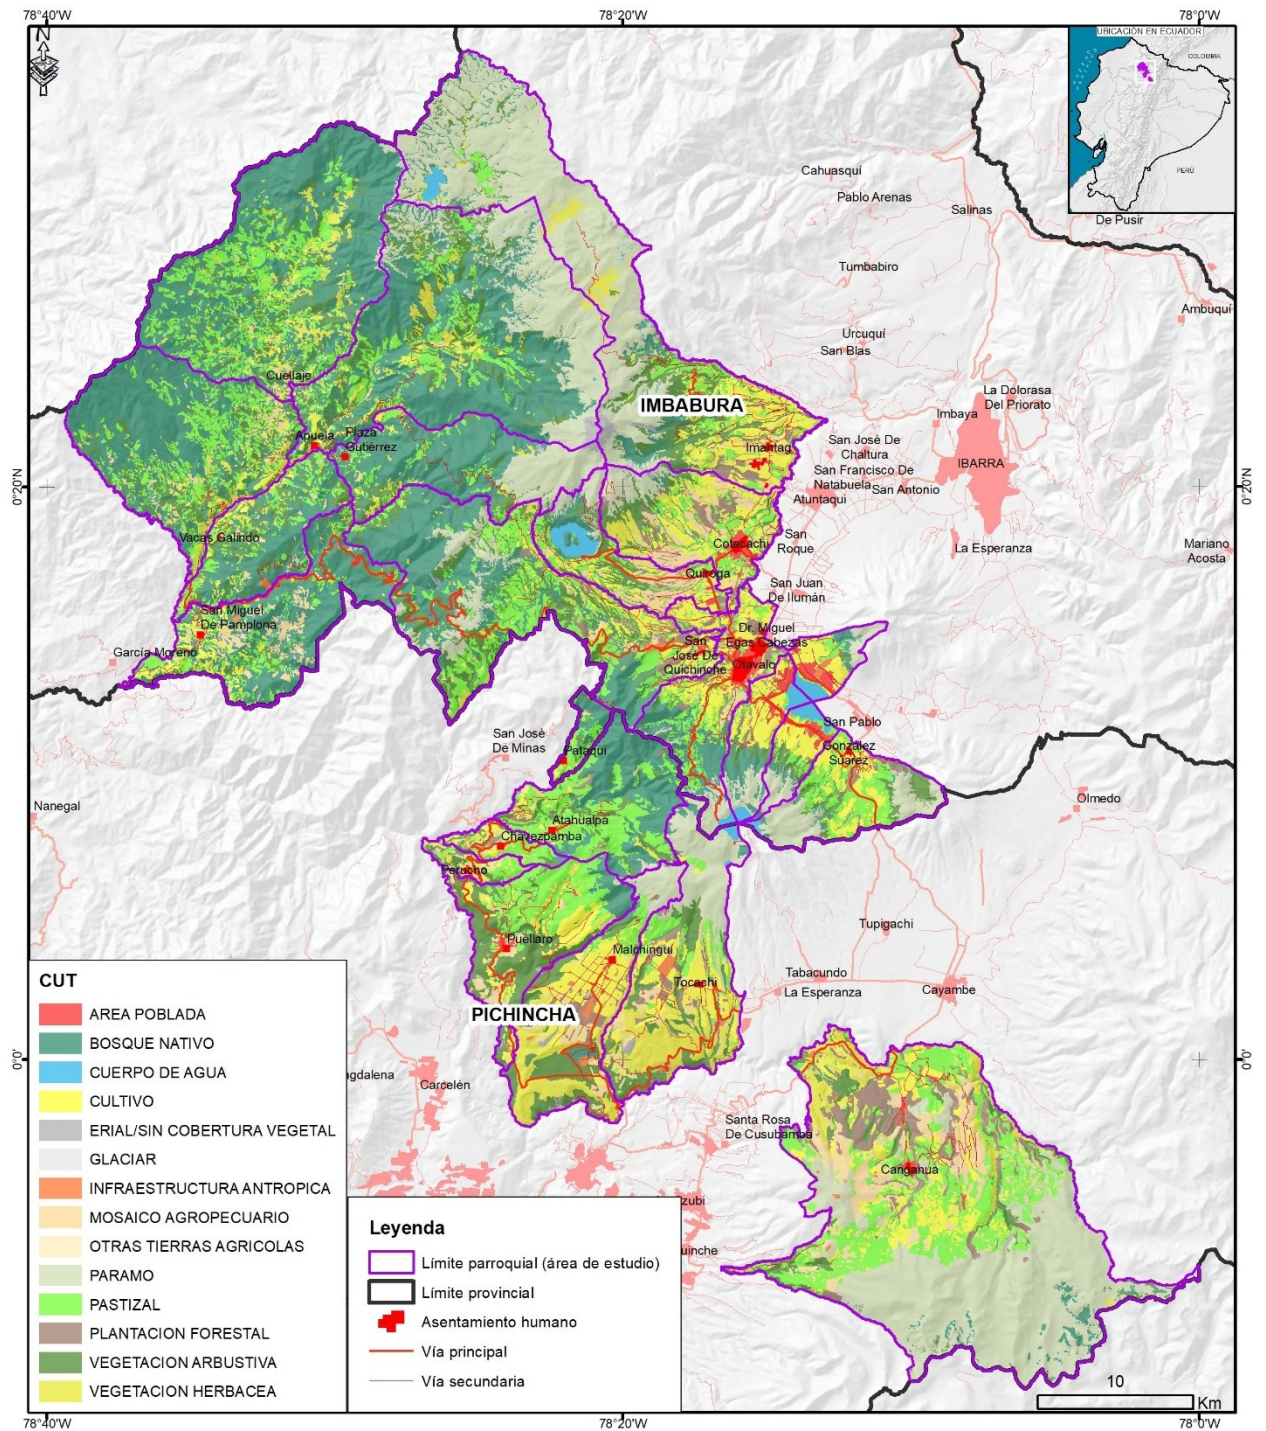 78°40'W
78°20'W
78°0'W
N
UBICACIÓN EN ECUADOR
COLOMBIA
PERÚ
De Pusir
Cahuasquí
Pablo Arenas
Salinas
Tumbabiro
Ambuquí
Urcuquí
San Blas
Cuellaje
La Dolorasa
Del Priorato
IMBABURA
Imbaya
Apuela
Plaza
Gutiérrez
San José De
Chaltura
Imantag
IBARRA
San Francisco De
Natabuela
San Antonio
0°20'N
0°20'N
Atuntaqui
Vacas Galindo
Cotacachi
San
Roque
La Esperanza
Mariano
Acosta
Quiroga
San Juan
De Ilumán
San Miguel
De Pamplona
Dr. Miguel
Egas Cabezas
García Moreno
San
José De
Quichinche
Otavalo
San Pablo
San José
De Minas
Pataquí
González
Suárez
Nanegal
Olmedo
Atahualpa
Chavezpamba
Perucho
Tupigachi
Puéllaro
Malchinguí
Tocachi
Tabacundo
La Esperanza
Cayambe
PICHINCHA
0°0'
0°0'
agdalena
Carcelén
Santa Rosa
De Cusubamba
Cangahua
zubi
uinche
CUT
AREA POBLADA
BOSQUE NATIVO
CUERPO DE AGUA
CULTIVO
ERIAL/SIN COBERTURA VEGETAL
GLACIAR
INFRAESTRUCTURA ANTROPICA
MOSAICO AGROPECUARIO
OTRAS TIERRAS AGRICOLAS
PARAMO
PASTIZAL
PLANTACION FORESTAL
VEGETACION ARBUSTIVA
VEGETACION HERBACEA
Leyenda
Límite parroquial (área de estudio)
Límite provincial
Asentamiento humano
Vía principal
Vía secundaria
10
Km
78°40'W
78°20'W
78°0'W